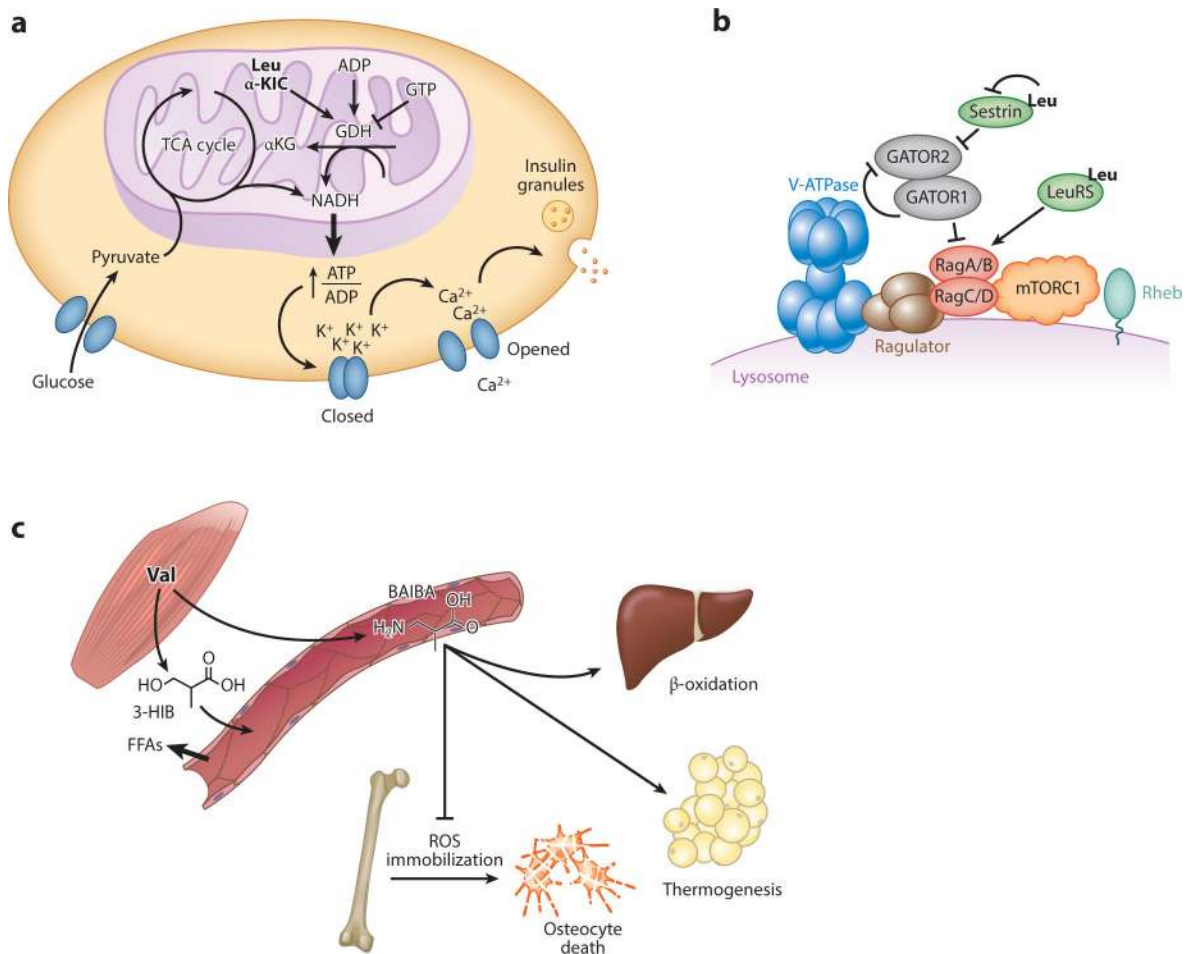 a
Leu
α-KIC
ADP
GTP
GDH
TCA cycle
αKG
NADH
Insulin
granules
Pyruvate
ATP
ADP
Ca²⁺
Ca²⁺
K⁺ K⁺ K⁺
K⁺ K⁺
Opened
Glucose
Ca²⁺
Closed
b
Leu
Sestrin
GATOR2
V-ATPase
GATOR1
Leu
LeuRS
RagA/B
RagC/D
mTORC1
Rheb
Ragulator
Lysosome
c
Val
BAIBA
OH
H₂N
O
O
HO
OH
3-HIB
FFAs
β-oxidation
ROS
immobilization
Thermogenesis
Osteocyte
death